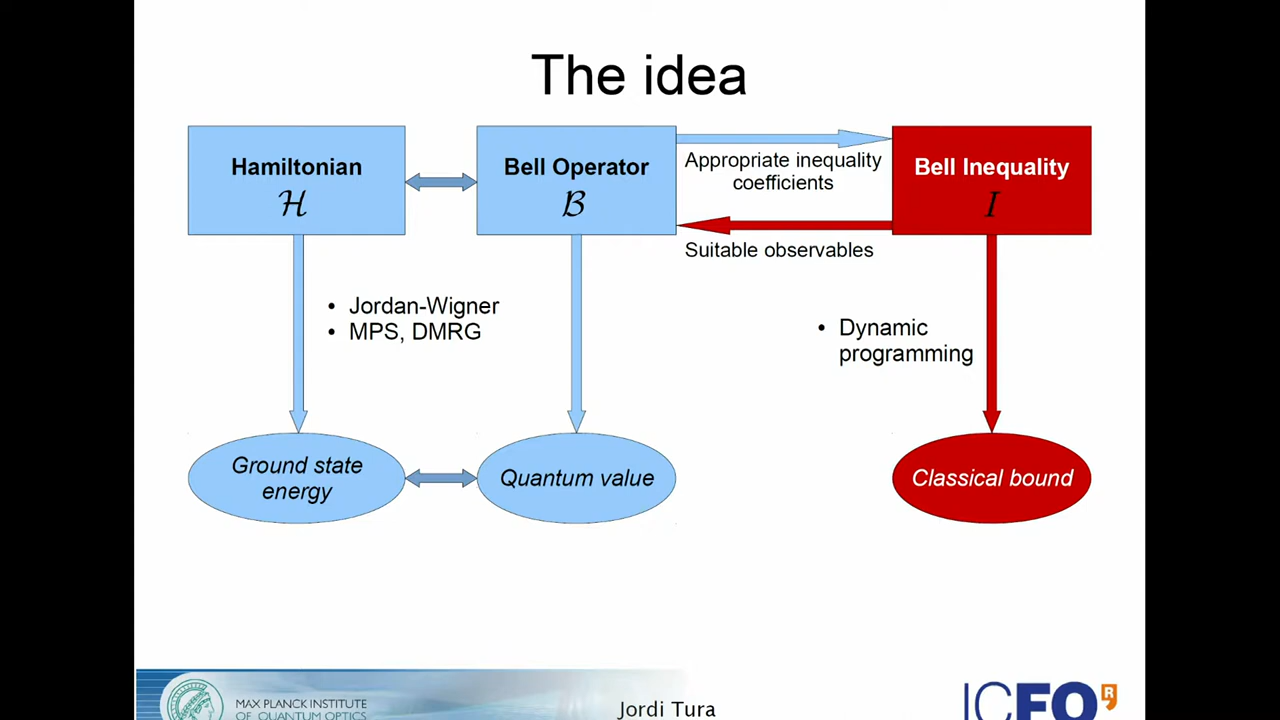 The idea
Hamiltonian
ℋ
Bell Operator
ℬ
Appropriate inequality
coefficients
Suitable observables
Bell Inequality
I
• Jordan-Wigner
• MPS, DMRG
• Dynamic
programming
Ground state
energy
Quantum value
Classical bound
MAX PLANCK INSTITUTE
OF QUANTUM OPTICS
Jordi Tura
ICFO
R